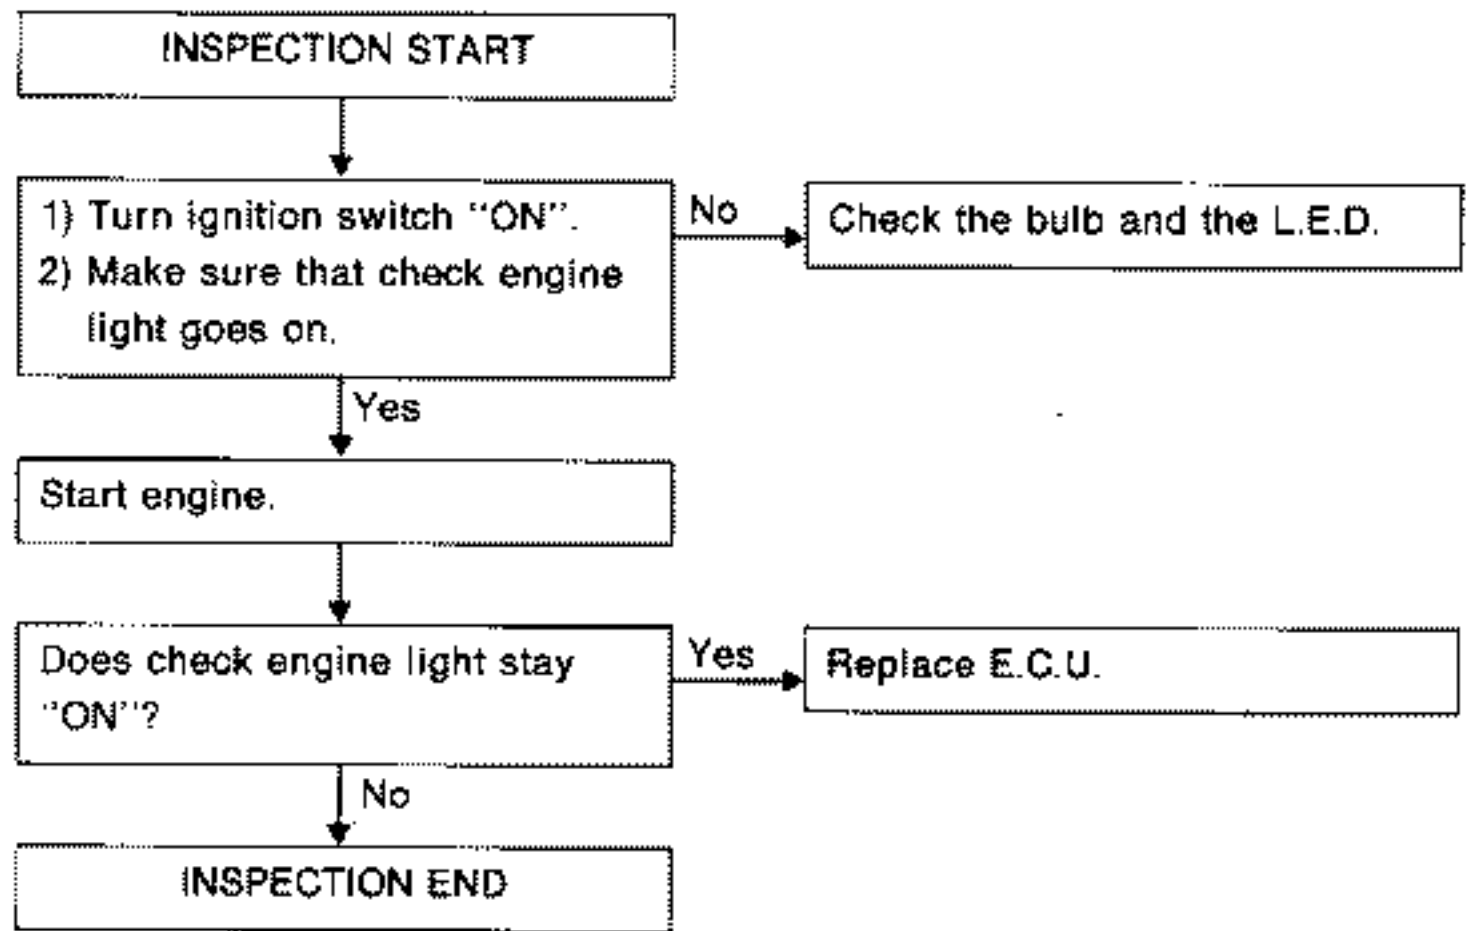 INSPECTION START
1) Turn ignition switch "ON".
2) Make sure that check engine
light goes on.
No
Check the bulb and the L.E.D.
Yes
Start engine.
Does check engine light stay
"ON"?
Yes
Replace E.C.U.
No
INSPECTION END